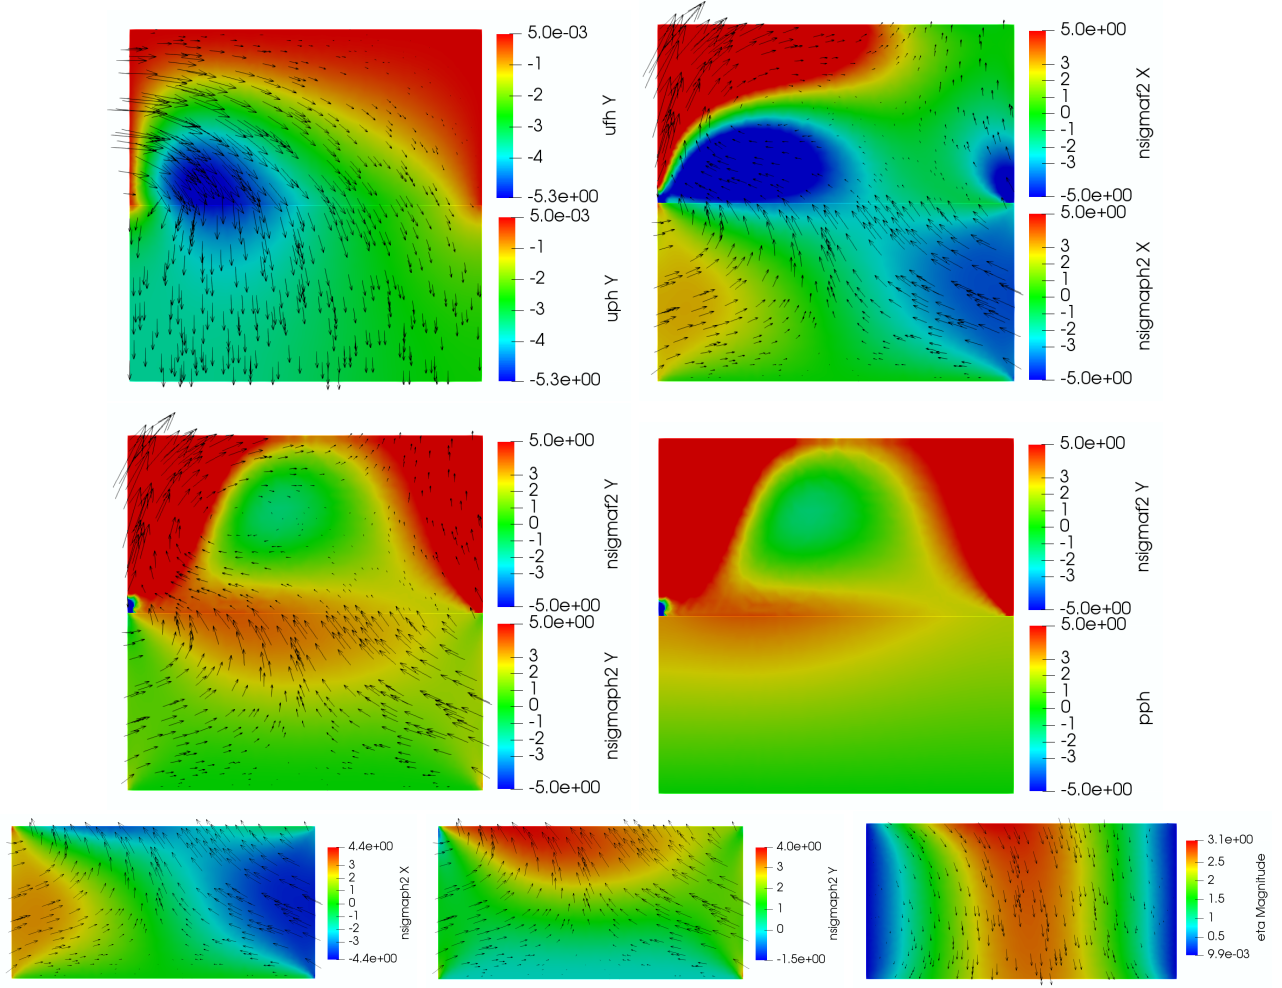 5.0e-03
-1
-2
-3
-4
-5.3e+00
ufh Y
5.0e-03
-1
-2
-3
-4
-5.3e+00
uph Y
5.0e+00
3
2
1
0
-1
-3
-5.0e+00
nsigmaf2 X
5.0e+00
3
2
1
0
-1
-2
-3
-5.0e+00
nsigmaph2 X
5.0e+00
3
2
1
0
-1
-2
-3
-5.0e+00
nsigmaf2 Y
5.0e+00
3
2
1
0
-1
-2
-3
-5.0e+00
nsigmaph2 Y
5.0e+00
3
2
1
0
-1
-2
-3
-5.0e+00
nsigmaf2 Y
5.0e+00
3
2
1
0
-1
-2
-3
-5.0e+00
pph
4.4e+00
3
2
1
0
-1
-2
-3
-4.4e+00
nsigmaph2 X
4.0e+00
3
2
1
0
-1.5e+00
nsigmaph2 Y
3.1e+00
2.5
2
1.5
1
0.5
9.9e-03
eta Magnitude